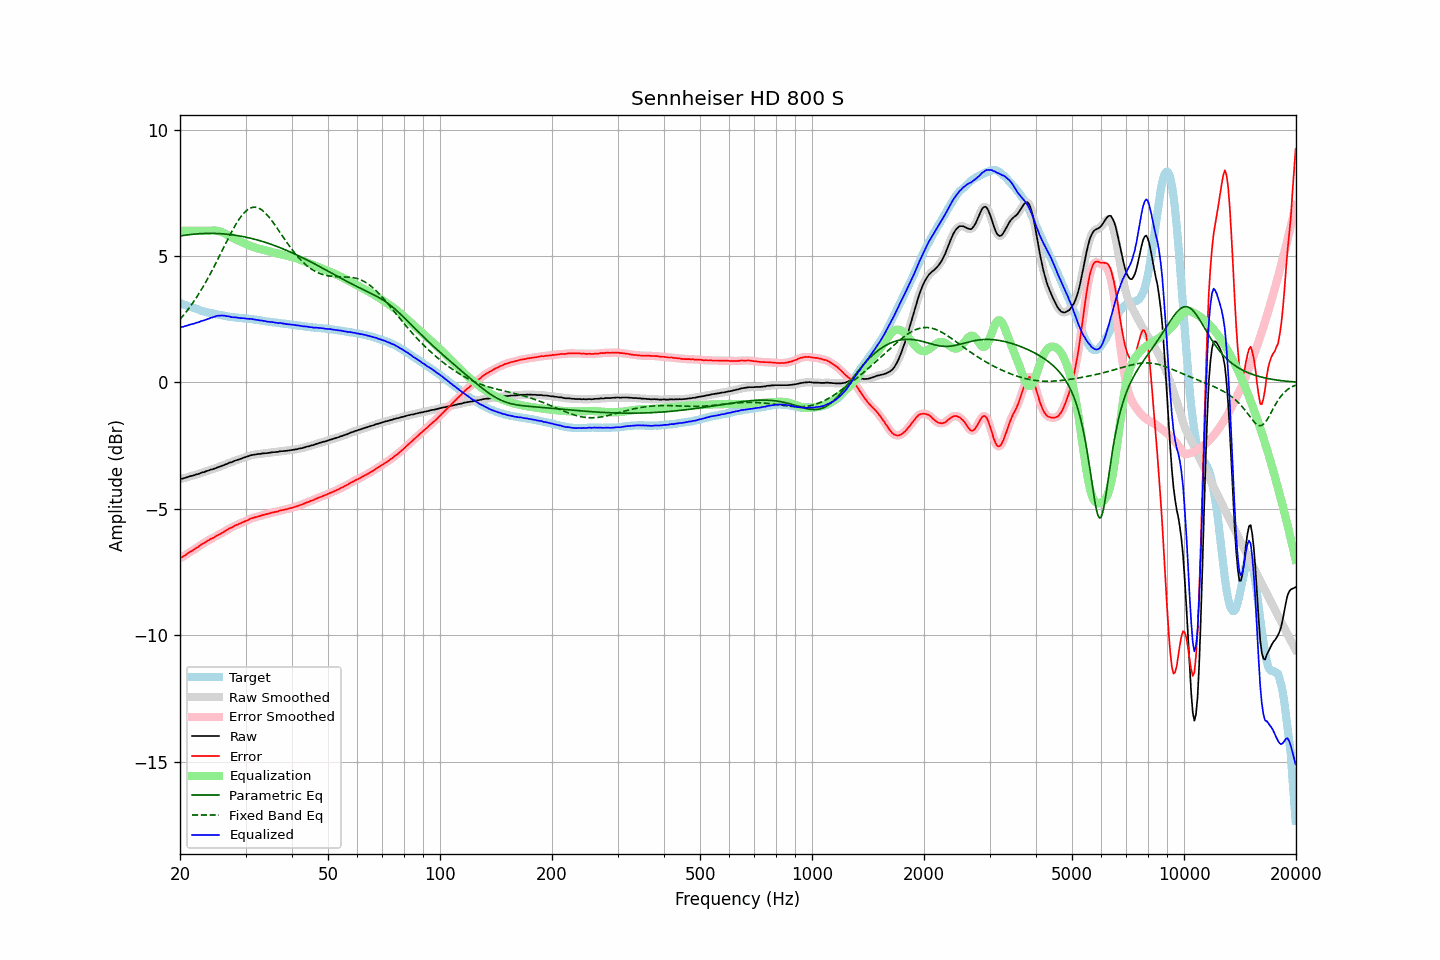 Sennheiser HD 800 S
10
5
0
−5
−10
−15
Amplitude (dBr)
Target
Raw Smoothed
Error Smoothed
Raw
Error
Equalization
Parametric Eq
Fixed Band Eq
Equalized
20 50 100 200 500 1000 2000 5000 10000 20000
Frequency (Hz)